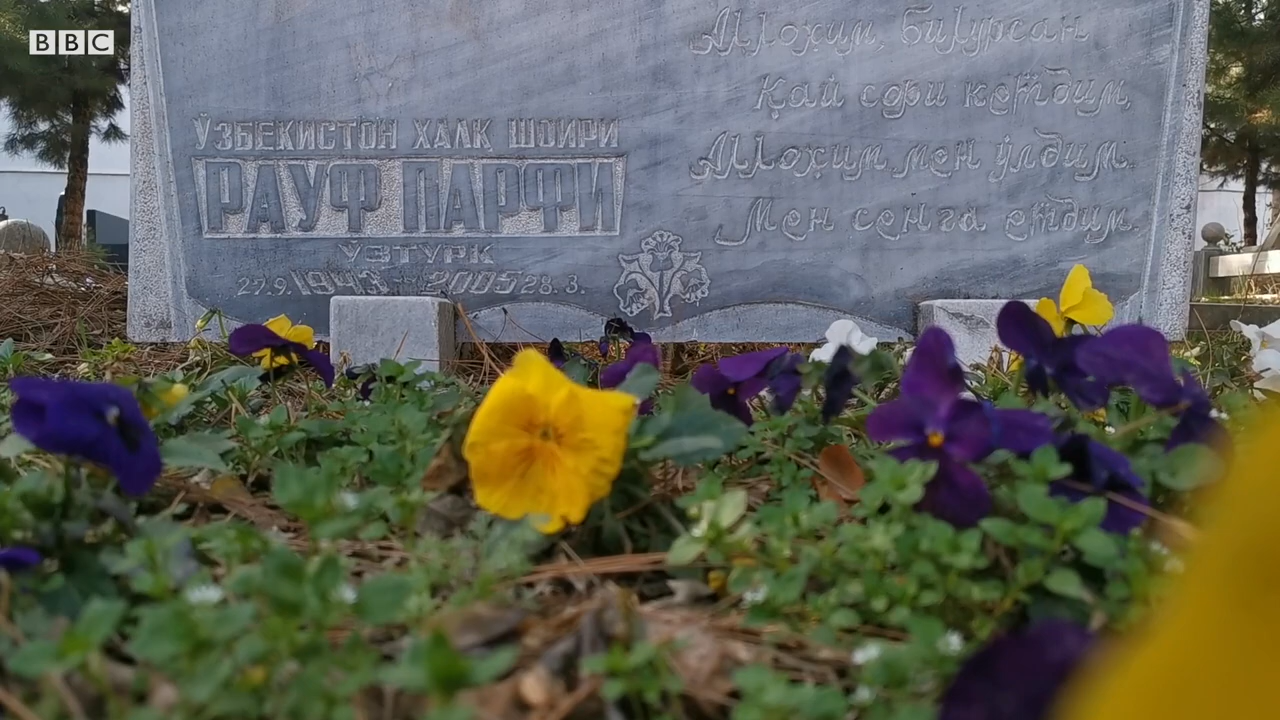 BBC
ЎЗБЕКИСТОН ХАЛҚ ШОИРИ
РАУФ ПАРФИ
ЎЗТУРК
27.9.1943 - 2005 28.3.
Аллоҳим, билурсан
Қай сори кетдим,
Аллоҳим, мен ўлдим.
Мен сенга етдим.